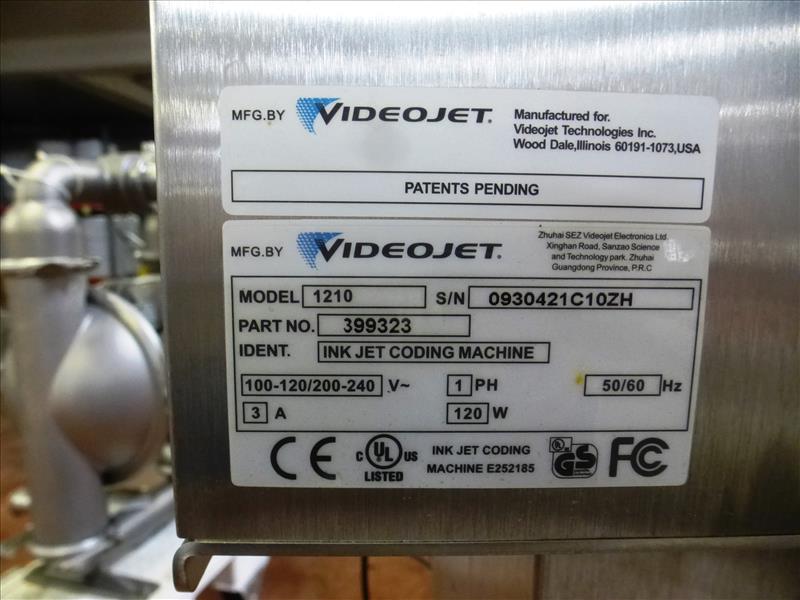 MFG.BY VIDEOJET. Manufactured for.
Videojet Technologies Inc.
Wood Dale,Illinois 60191-1073,USA
PATENTS PENDING
MFG.BY VIDEOJET. Zhuhai SEZ Videojet Electronics Ltd.
Xinghan Road, Sanzao Science
and Technology park. Zhuhai
Guangdong Province, P.R.C
MODEL 1210 S/N 0930421C10ZH
PART NO. 399323
IDENT. INK JET CODING MACHINE
100-120/200-240 V~ 1 PH 50/60 Hz
3 A 120 W
CE C UL US LISTED INK JET CODING
MACHINE E252185 UL GS FC